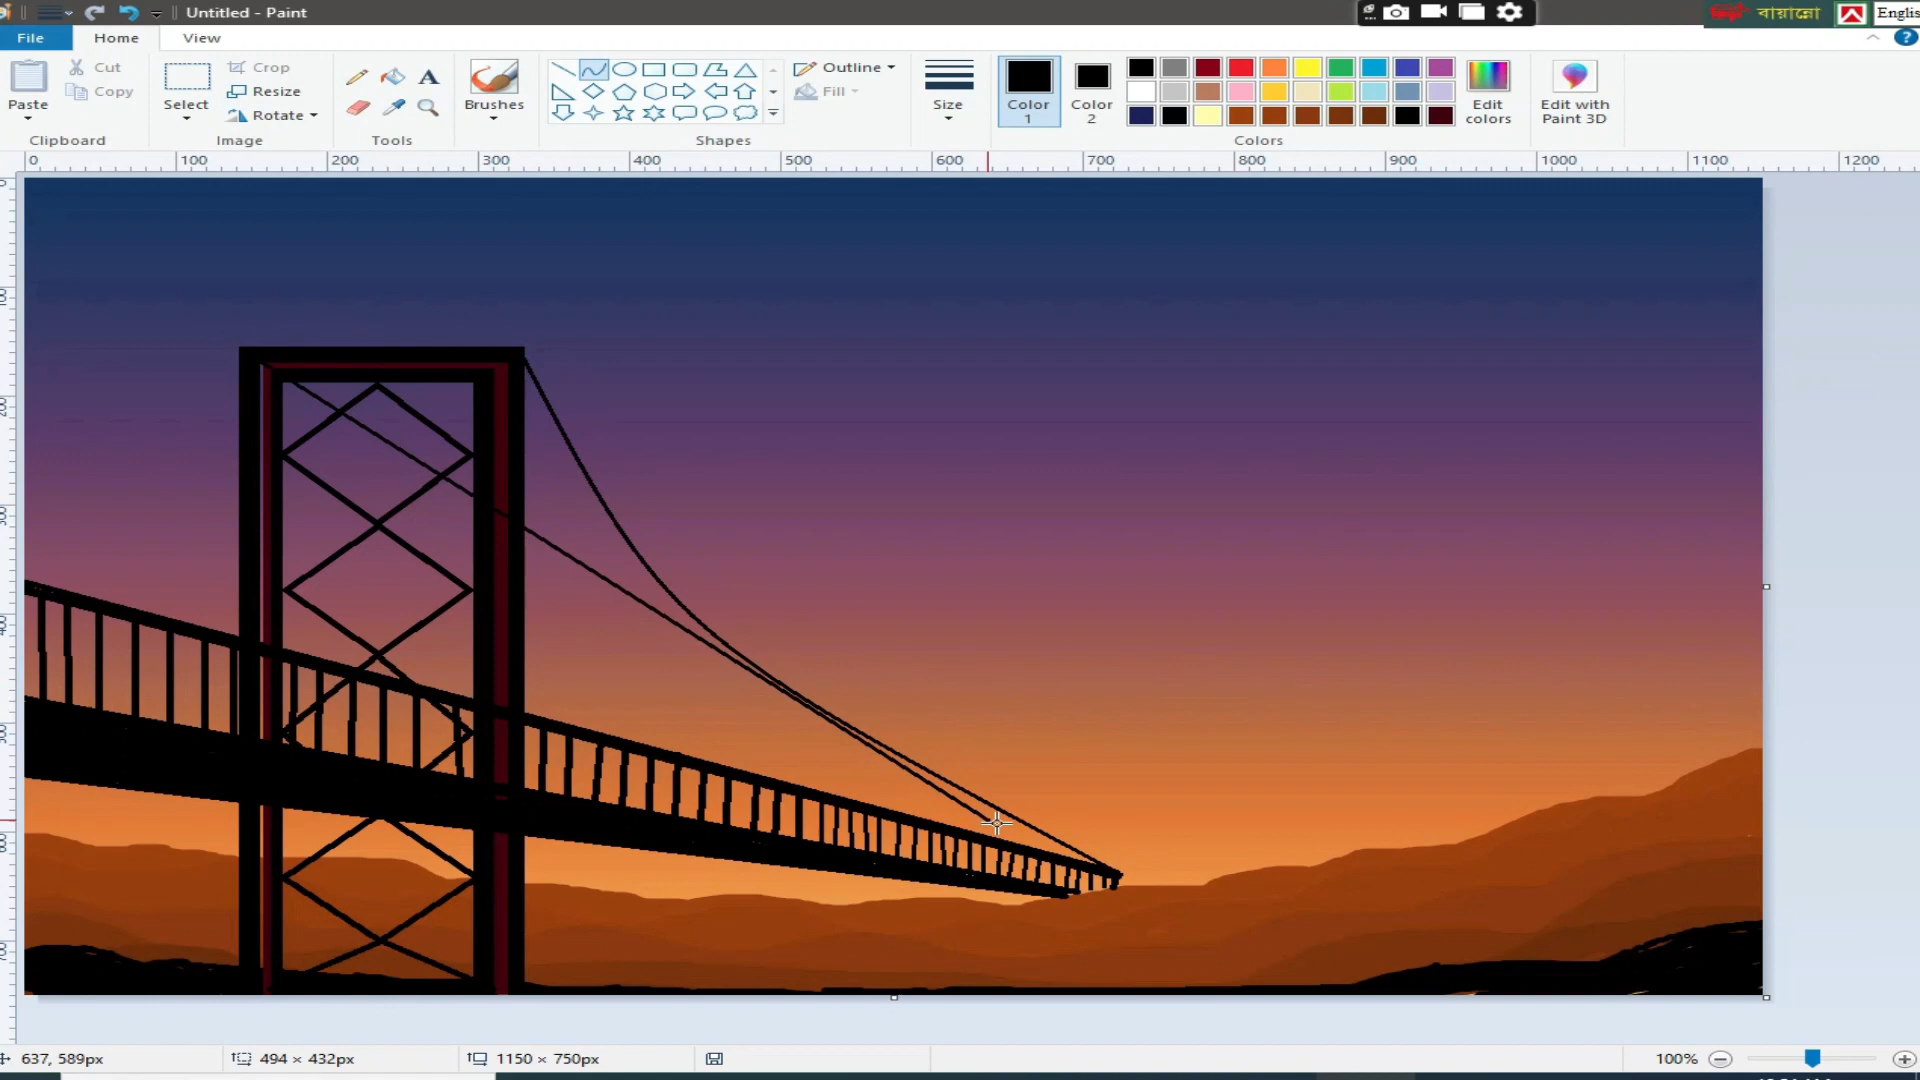 Untitled - Paint
বায়ান্নো
Englis
File
Home
View
Paste
Cut
Copy
Clipboard
Select
Crop
Resize
Rotate
Image
A
Tools
Brushes
Shapes
Outline
Fill
Size
Color
1
Color
2
Colors
Edit
colors
Edit with
Paint 3D
0 100 200 300 400 500 600 700 800 900 1000 1100 1200
637, 589px
494 × 432px
1150 × 750px
100%